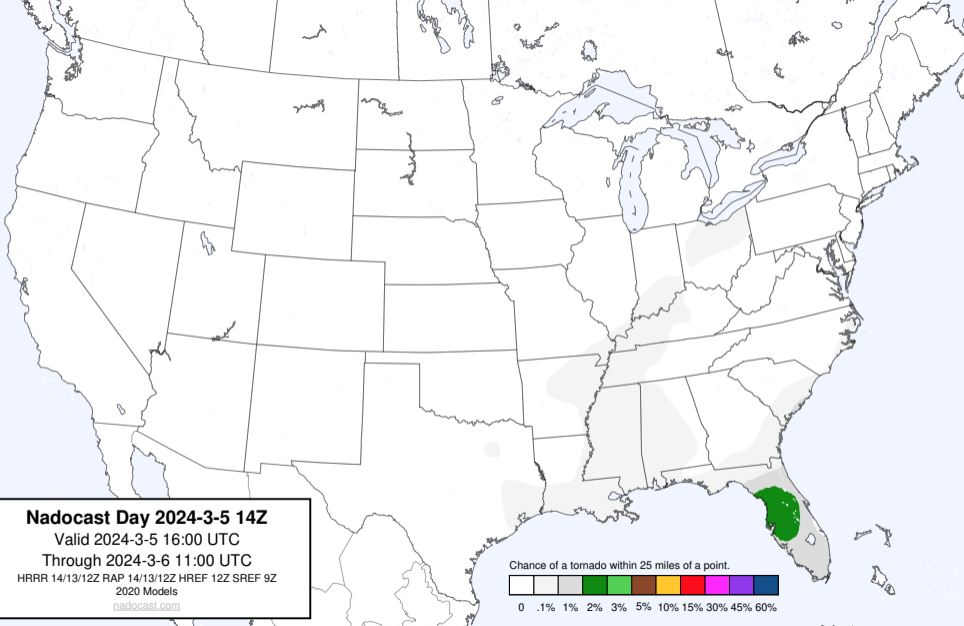 Nadocast Day 2024-3-5 14Z
Valid 2024-3-5 16:00 UTC
Through 2024-3-6 11:00 UTC
HRRR 14/13/12Z RAP 14/13/12Z HREF 12Z SREF 9Z
2020 Models
nadocast.com
Chance of a tornado within 25 miles of a point.
0 .1% 1% 2% 3% 5% 10% 15% 30% 45% 60%